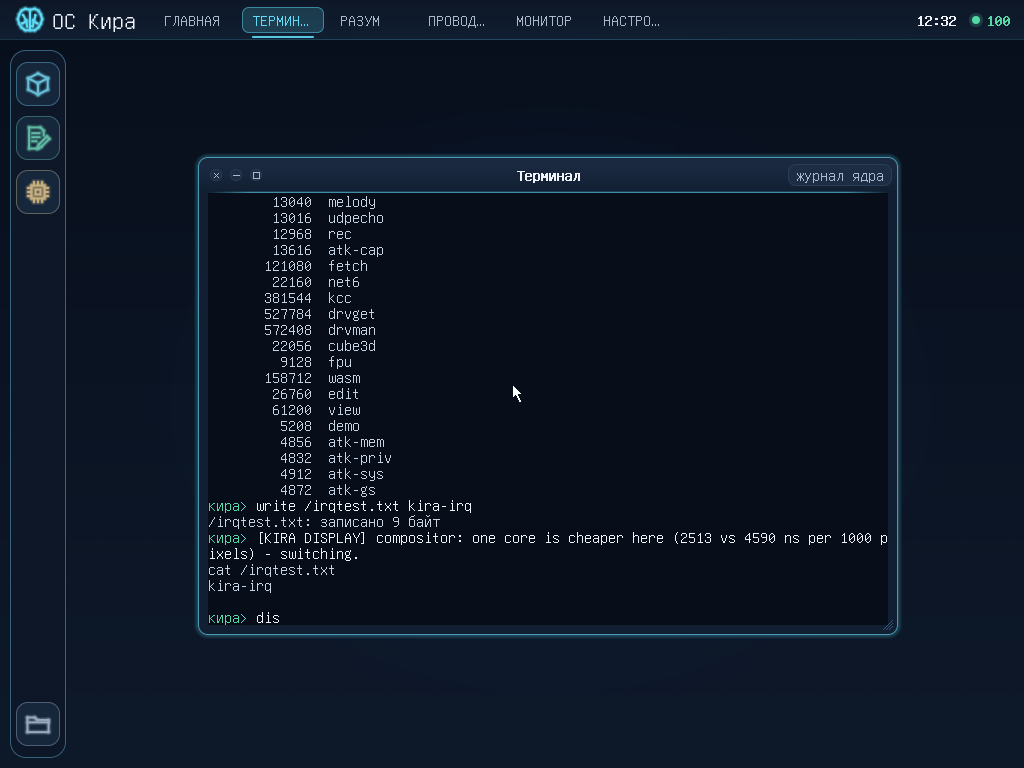 ОС Кира ГЛАВНАЯ ТЕРМИН… РАЗУМ ПРОВОД… МОНИТОР НАСТРО… 12:32 100
Терминал журнал ядра
13040 melody
13016 udpecho
12968 rec
13616 atk-cap
121080 fetch
22160 net6
381544 kcc
527784 drvget
572408 drvman
22056 cube3d
9128 fpu
158712 wasm
26760 edit
61200 view
5208 demo
4856 atk-mem
4832 atk-priv
4912 atk-sys
4872 atk-gs
кира> write /irqtest.txt kira-irq
/irqtest.txt: записано 9 байт
кира> [KIRA DISPLAY] compositor: one core is cheaper here (2513 vs 4590 ns per 1000 p
ixels) - switching.
cat /irqtest.txt
kira-irq
кира> dis